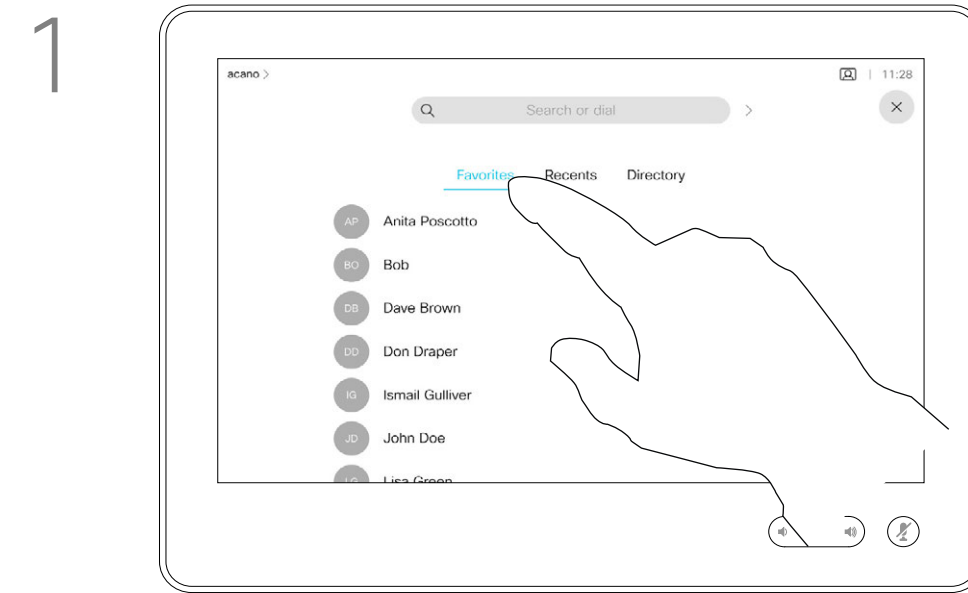 1
acano >
11:28
Search or dial
Favorites Recents Directory
AP Anita Poscotto
BO Bob
DB Dave Brown
DD Don Draper
IG Ismail Gulliver
JD John Doe
LG Lisa Green